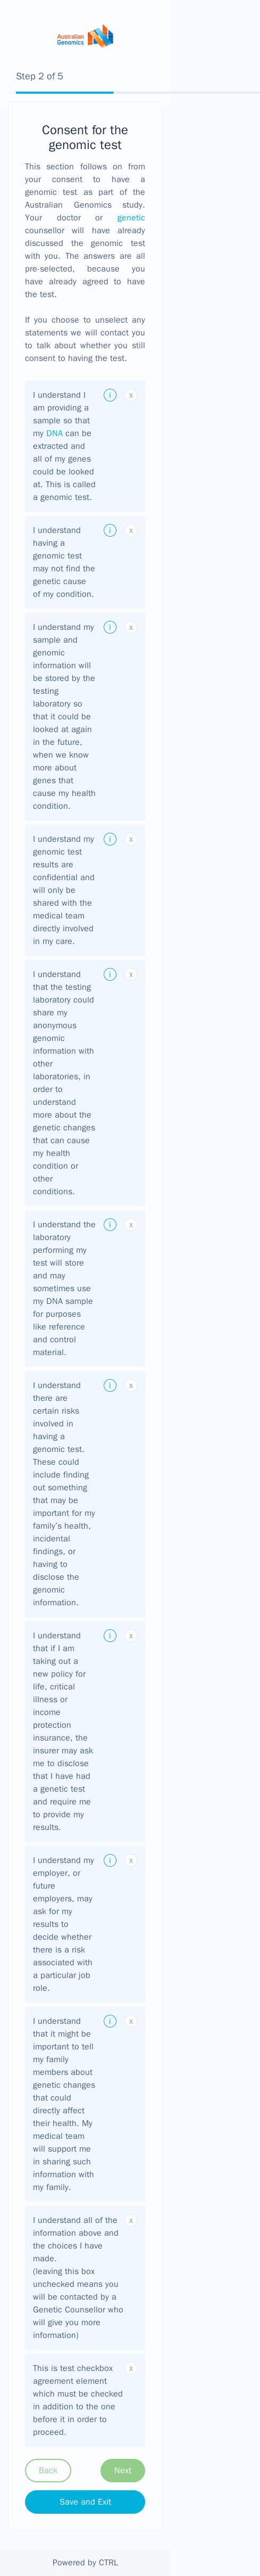 Australian
Genomics
Step 2 of 5
Consent for the
genomic test
This section follows on from
your consent to have a
genomic test as part of the
Australian Genomics study.
Your doctor or genetic
counsellor will have already
discussed the genomic test
with you. The answers are all
pre-selected, because you
have already agreed to have
the test.
If you choose to unselect any
statements we will contact you
to talk about whether you still
consent to having the test.
I understand I i x
am providing a
sample so that
my DNA can be
extracted and
all of my genes
could be looked
at. This is called
a genomic test.
I understand i x
having a
genomic test
may not find the
genetic cause
of my condition.
I understand my i x
sample and
genomic
information will
be stored by the
testing
laboratory so
that it could be
looked at again
in the future,
when we know
more about
genes that
cause my health
condition.
I understand my i x
genomic test
results are
confidential and
will only be
shared with the
medical team
directly involved
in my care.
I understand i x
that the testing
laboratory could
share my
anonymous
genomic
information with
other
laboratories, in
order to
understand
more about the
genetic changes
that can cause
my health
condition or
other
conditions.
I understand the i x
laboratory
performing my
test will store
and may
sometimes use
my DNA sample
for purposes
like reference
and control
material.
I understand i x
there are
certain risks
involved in
having a
genomic test.
These could
include finding
out something
that may be
important for my
family's health,
incidental
findings, or
having to
disclose the
genomic
information.
I understand i x
that if I am
taking out a
new policy for
life, critical
illness or
income
protection
insurance, the
insurer may ask
me to disclose
that I have had
a genetic test
and require me
to provide my
results.
I understand my i x
employer, or
future
employers, may
ask for my
results to
decide whether
there is a risk
associated with
a particular job
role.
I understand i x
that it might be
important to tell
my family
members about
genetic changes
that could
directly affect
their health. My
medical team
will support me
in sharing such
information with
my family.
I understand all of the x
information above and
the choices I have
made.
(leaving this box
unchecked means you
will be contacted by a
Genetic Counsellor who
will give you more
information)
This is test checkbox x
agreement element
which must be checked
in addition to the one
before it in order to
proceed.
Back Next
Save and Exit
Powered by CTRL